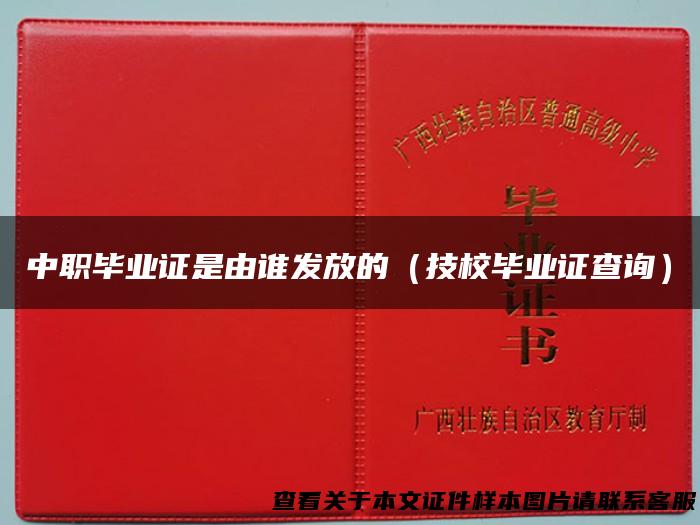 广西壮族自治区普通高级中学
毕业证书
中职毕业证是由谁发放的（技校毕业证查询）
广西壮族自治区教育厅制
查看关于本文证件样本图片请联系客服